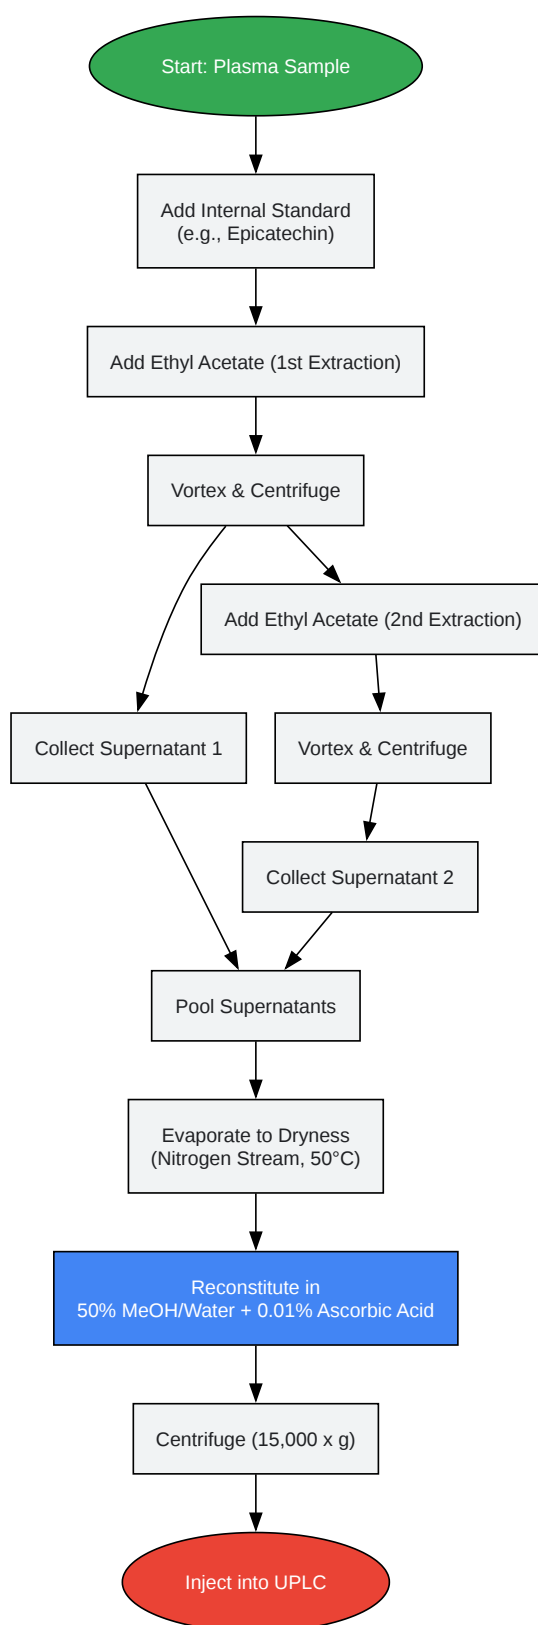 Start: Plasma Sample
Add Internal Standard
(e.g., Epicatechin)
Add Ethyl Acetate (1st Extraction)
Vortex & Centrifuge
Add Ethyl Acetate (2nd Extraction)
Collect Supernatant 1
Vortex & Centrifuge
Collect Supernatant 2
Pool Supernatants
Evaporate to Dryness
(Nitrogen Stream, 50°C)
Reconstitute in
50% MeOH/Water + 0.01% Ascorbic Acid
Centrifuge (15,000 x g)
Inject into UPLC